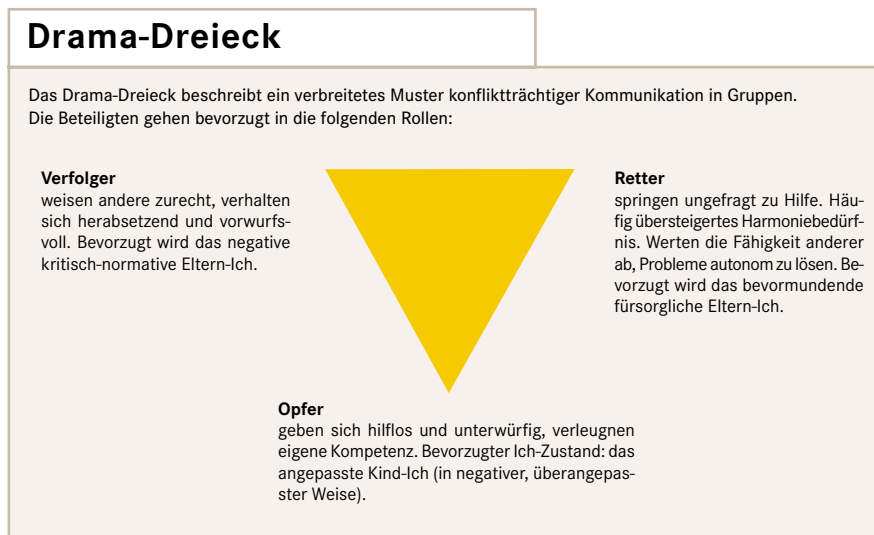 Drama-Dreieck
Das Drama-Dreieck beschreibt ein verbreitetes Muster konfliktträchtiger Kommunikation in Gruppen.
Die Beteiligten gehen bevorzugt in die folgenden Rollen:
Verfolger
weisen andere zurecht, verhalten
sich herabsetzend und vorwurfs-
voll. Bevorzugt wird das negative
kritisch-normative Eltern-Ich.
Retter
springen ungefragt zu Hilfe. Häu-
fig übersteigertes Harmoniebedürf-
nis. Werten die Fähigkeit anderer
ab, Probleme autonom zu lösen. Be-
vorzugt wird das bevormundende
fürsorgliche Eltern-Ich.
Opfer
geben sich hilflos und unterwürfig, verleugnen
eigene Kompetenz. Bevorzugter Ich-Zustand: das
angepasste Kind-Ich (in negativer, überangepas-
ster Weise).